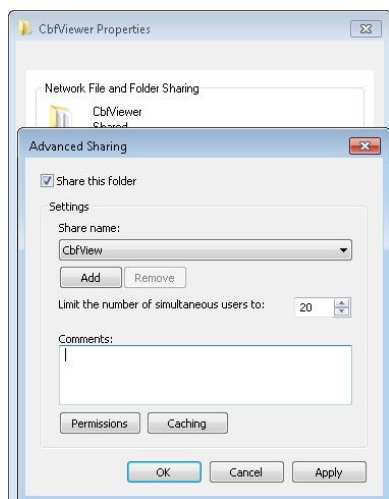 CbfViewer Properties
Network File and Folder Sharing
CbfViewer
Shared
Advanced Sharing
Share this folder
Settings
Share name:
CbfView
Add Remove
Limit the number of simultaneous users to: 20
Comments:
Permissions Caching
OK Cancel Apply